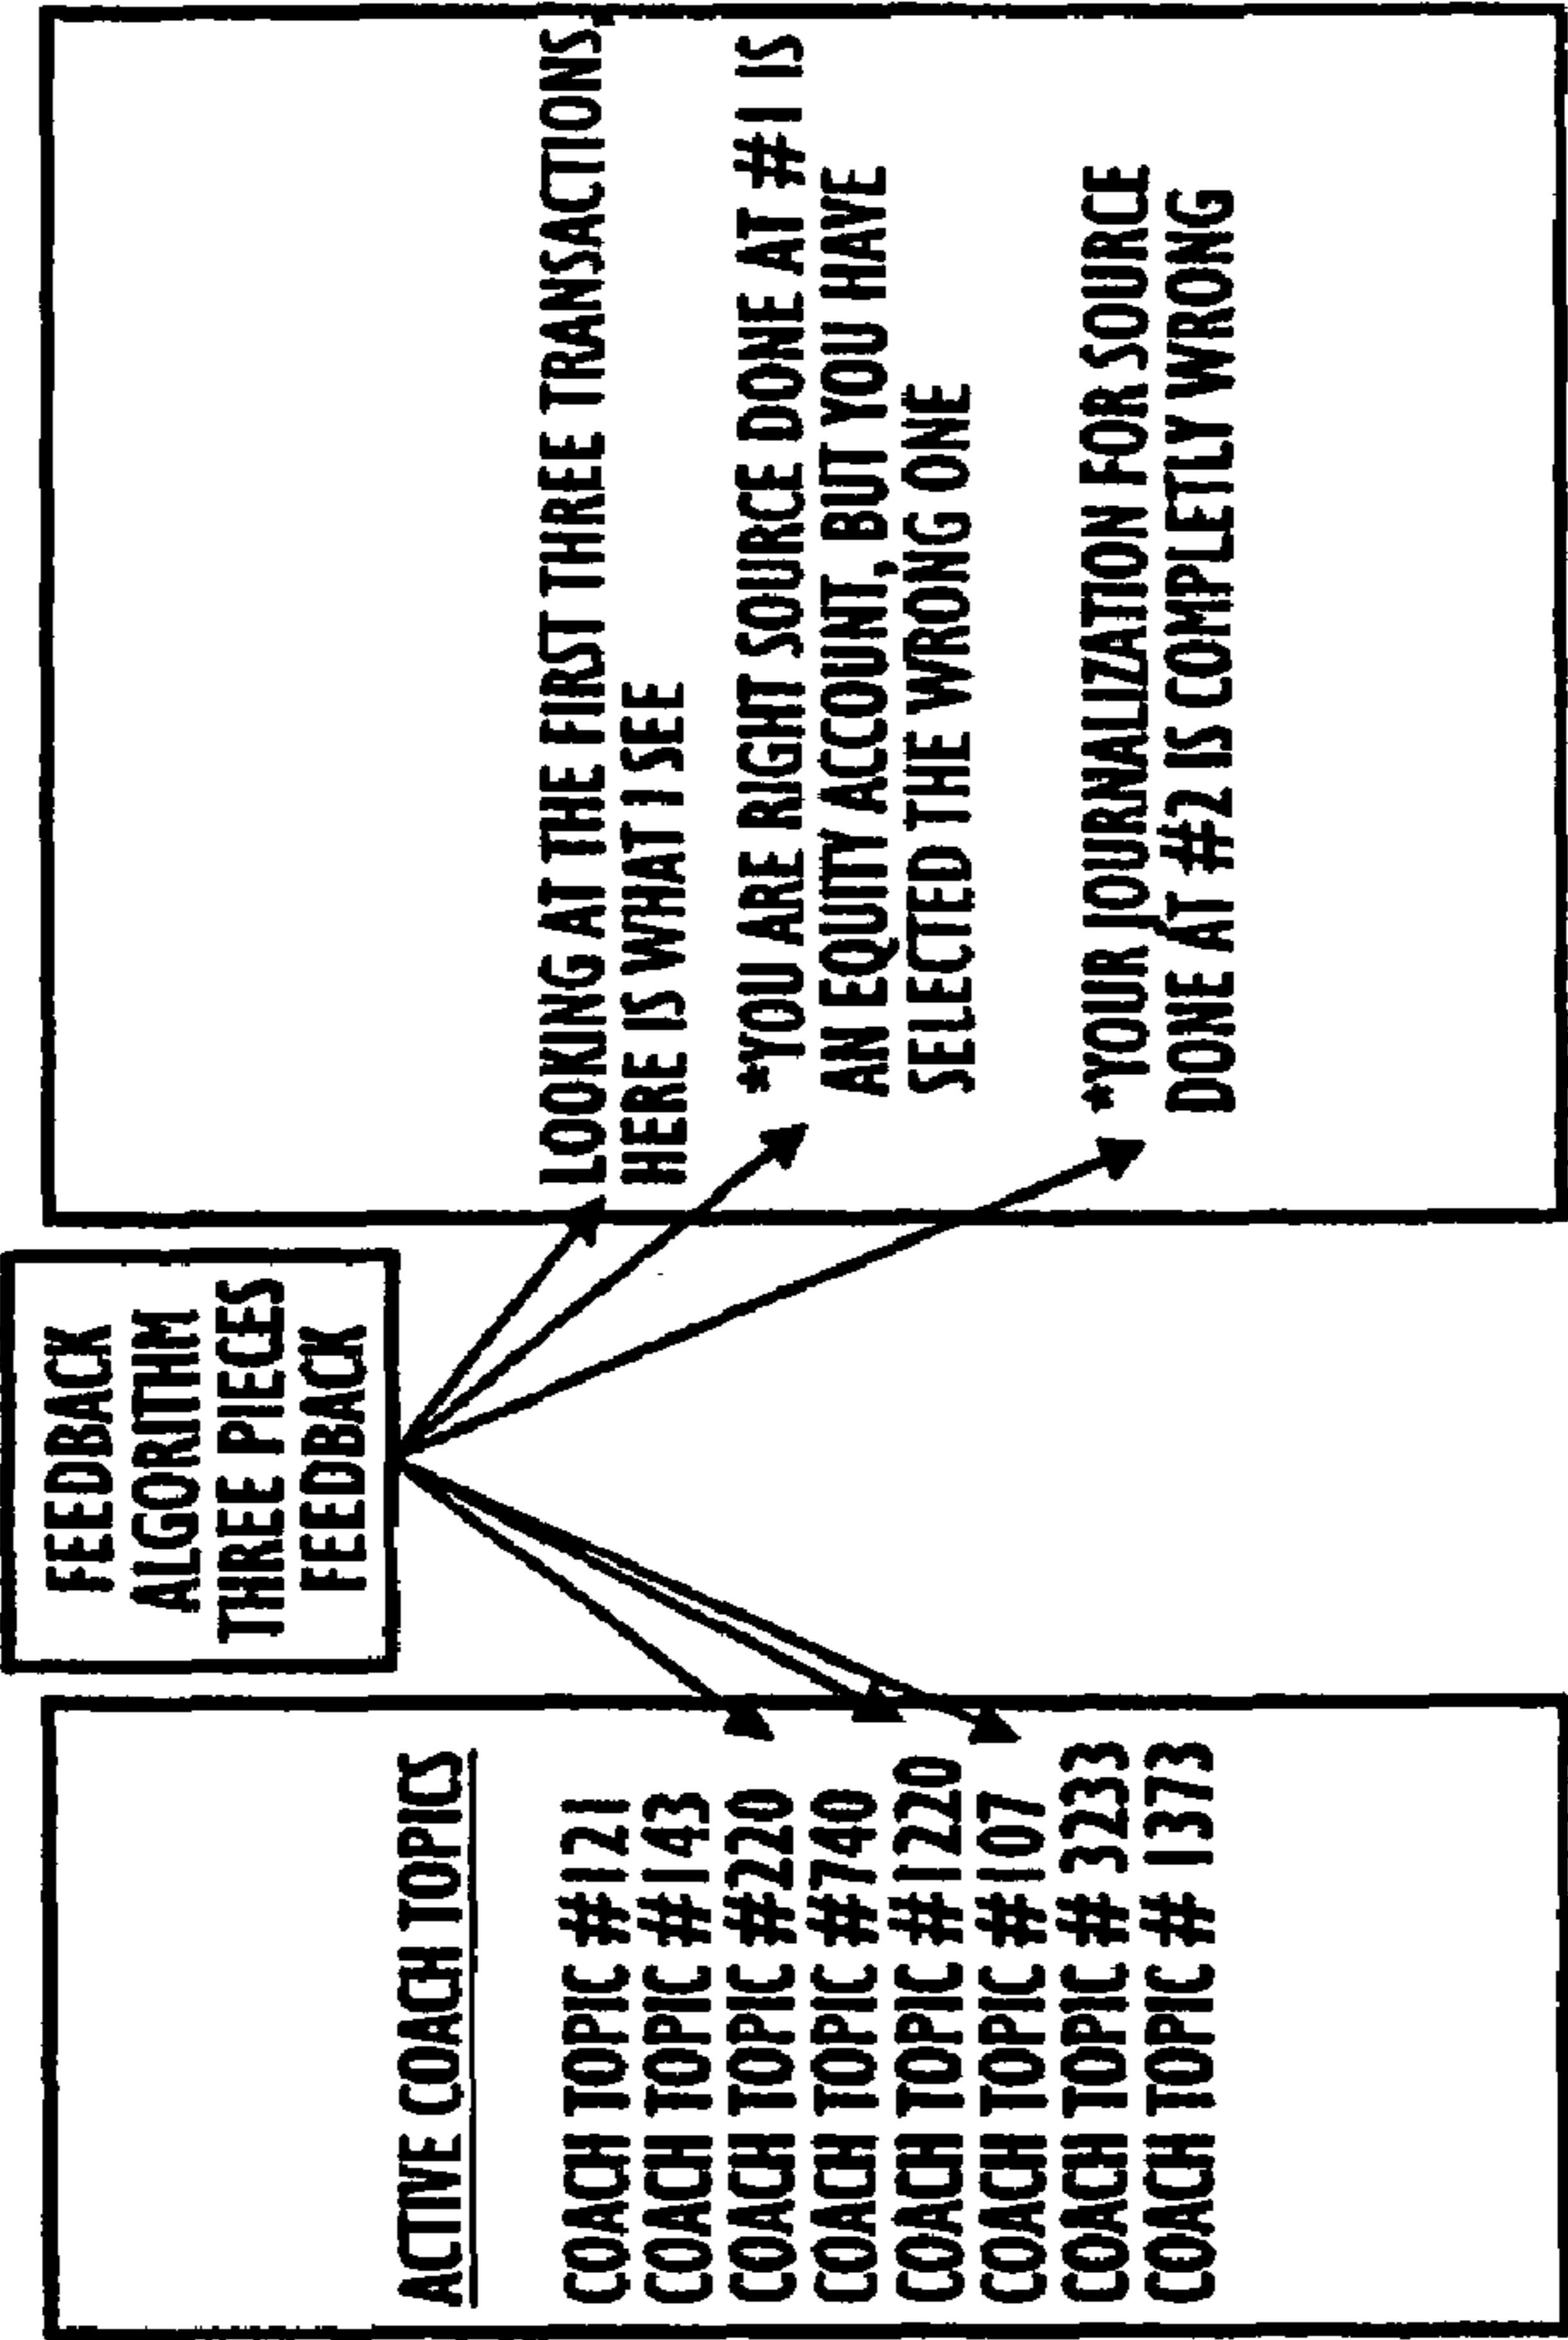 FEEDBACK
ALGORITHM
THREE PIECES
FEEDBACK
ACTIVE COACH TOPICS
COACH TOPIC #121
COACH TOPIC #143
COACH TOPIC #220
COACH TOPIC #740
COACH TOPIC #1220
COACH TOPIC #107
COACH TOPIC # 3233
COACH TOPIC # 1373
LOOKING AT THE FIRST THREE TRANSACTIONS,
HERE IS WHAT I SEE
*YOU ARE RIGHT SOURCE DONE AT #1 IS
AN EQUITY ACCOUNT, BUT YOU HAVE
SELECTED THE WRONG ONE
*YOUR JOURNALIZATION FOR SOURCE
DONE AT #2 IS COMPLETLY WRONG